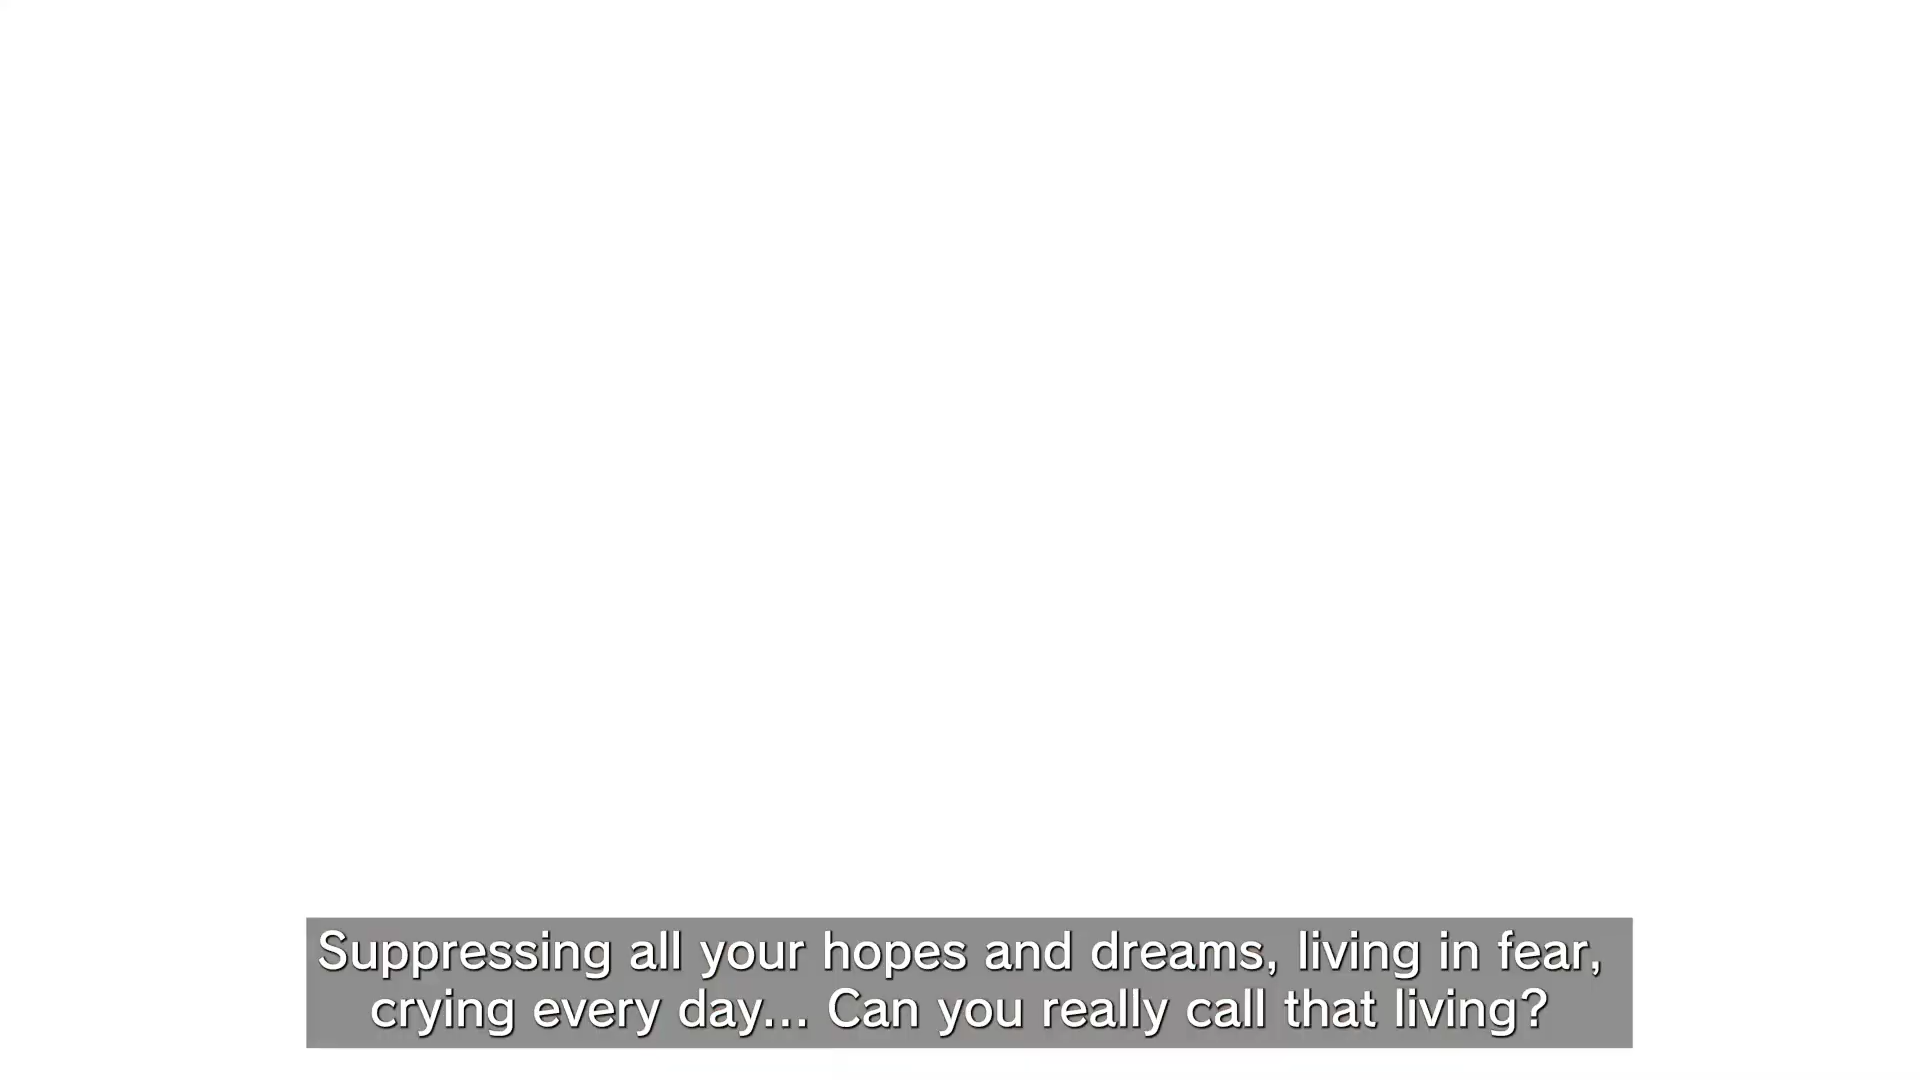 Suppressing all your hopes and dreams, living in fear,
crying every day... Can you really call that living?